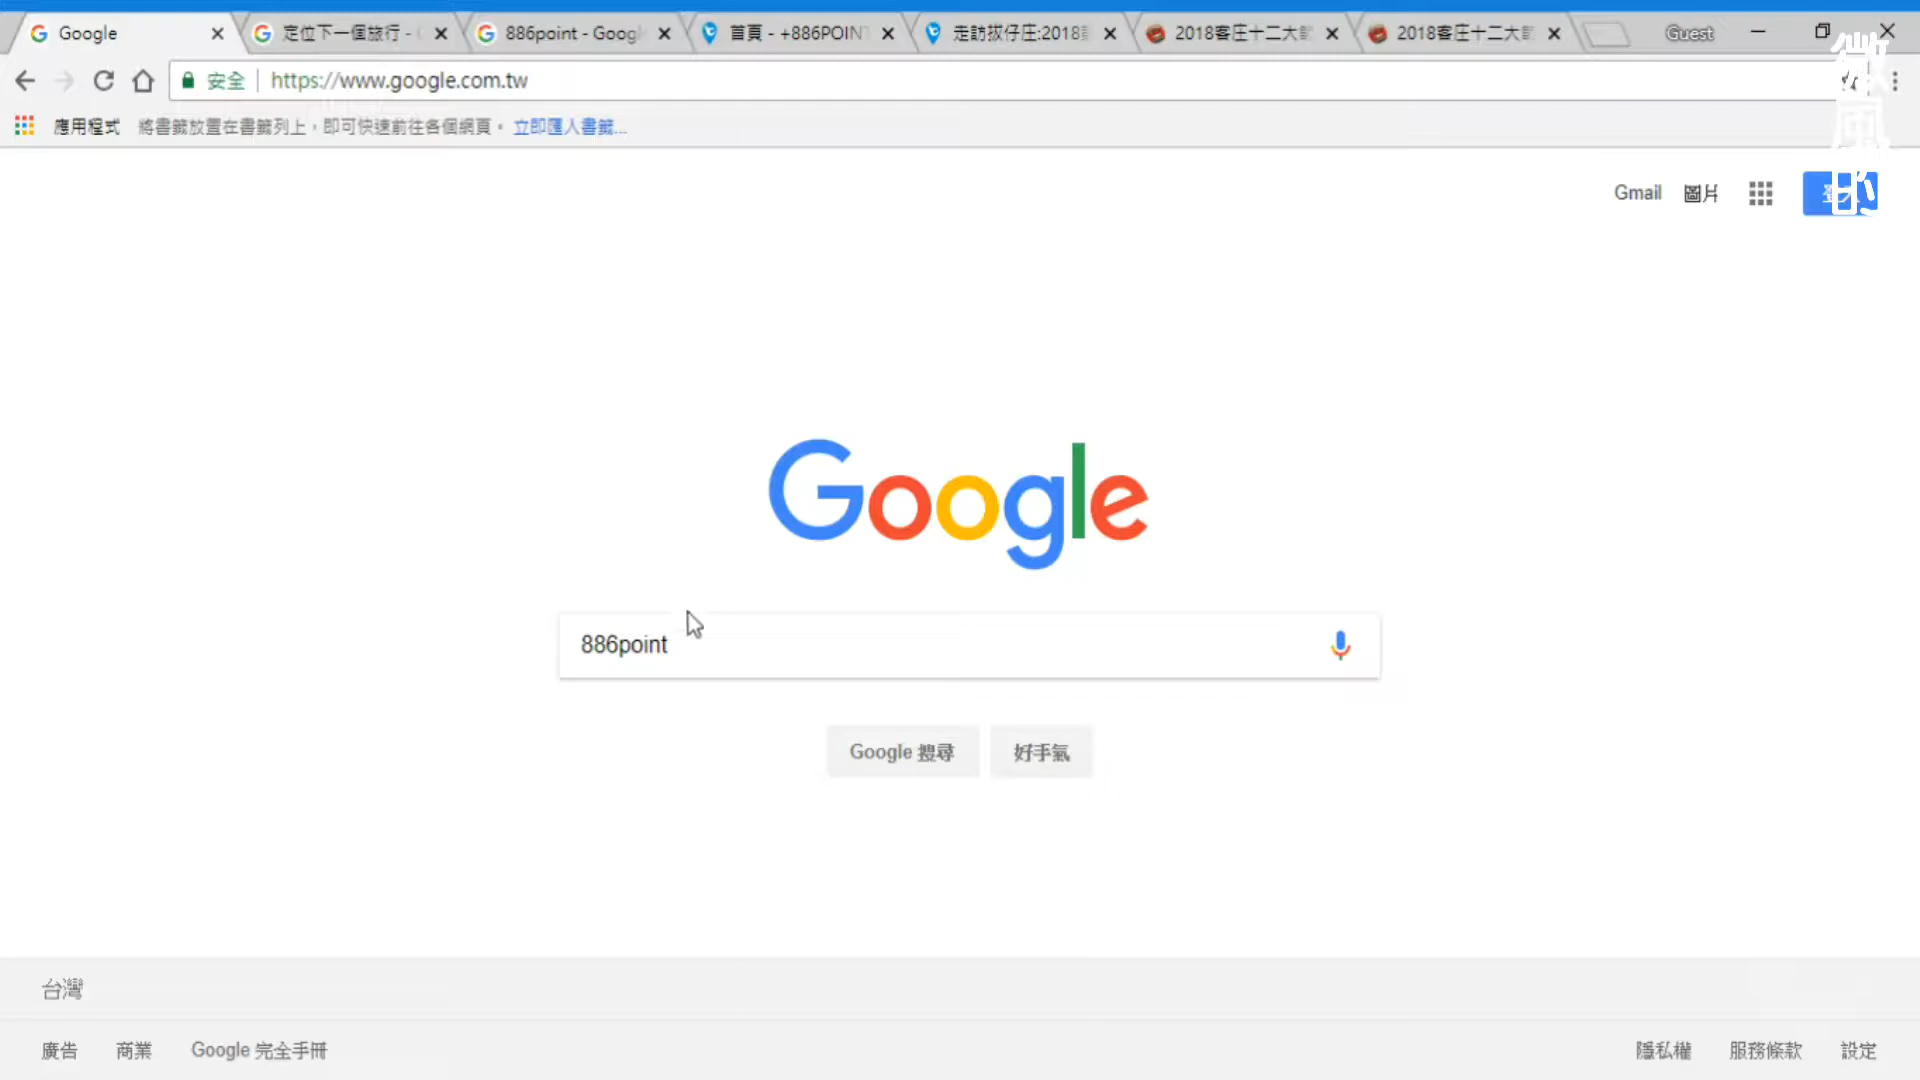 Google
定位下一個旅行 -
886point - Googl
首頁 - +886POINT
走訪拔仔庄:2018
2018客庄十二大
2018客庄十二大
Guest
安全
https://www.google.com.tw
應用程式
將書籤放置在書籤列上，即可快速前往各個網頁。
立即匯入書籤...
微風的
Gmail
圖片
Google
886point
Google 搜尋
好手氣
台灣
廣告
商業
Google 完全手冊
隱私權
服務條款
設定